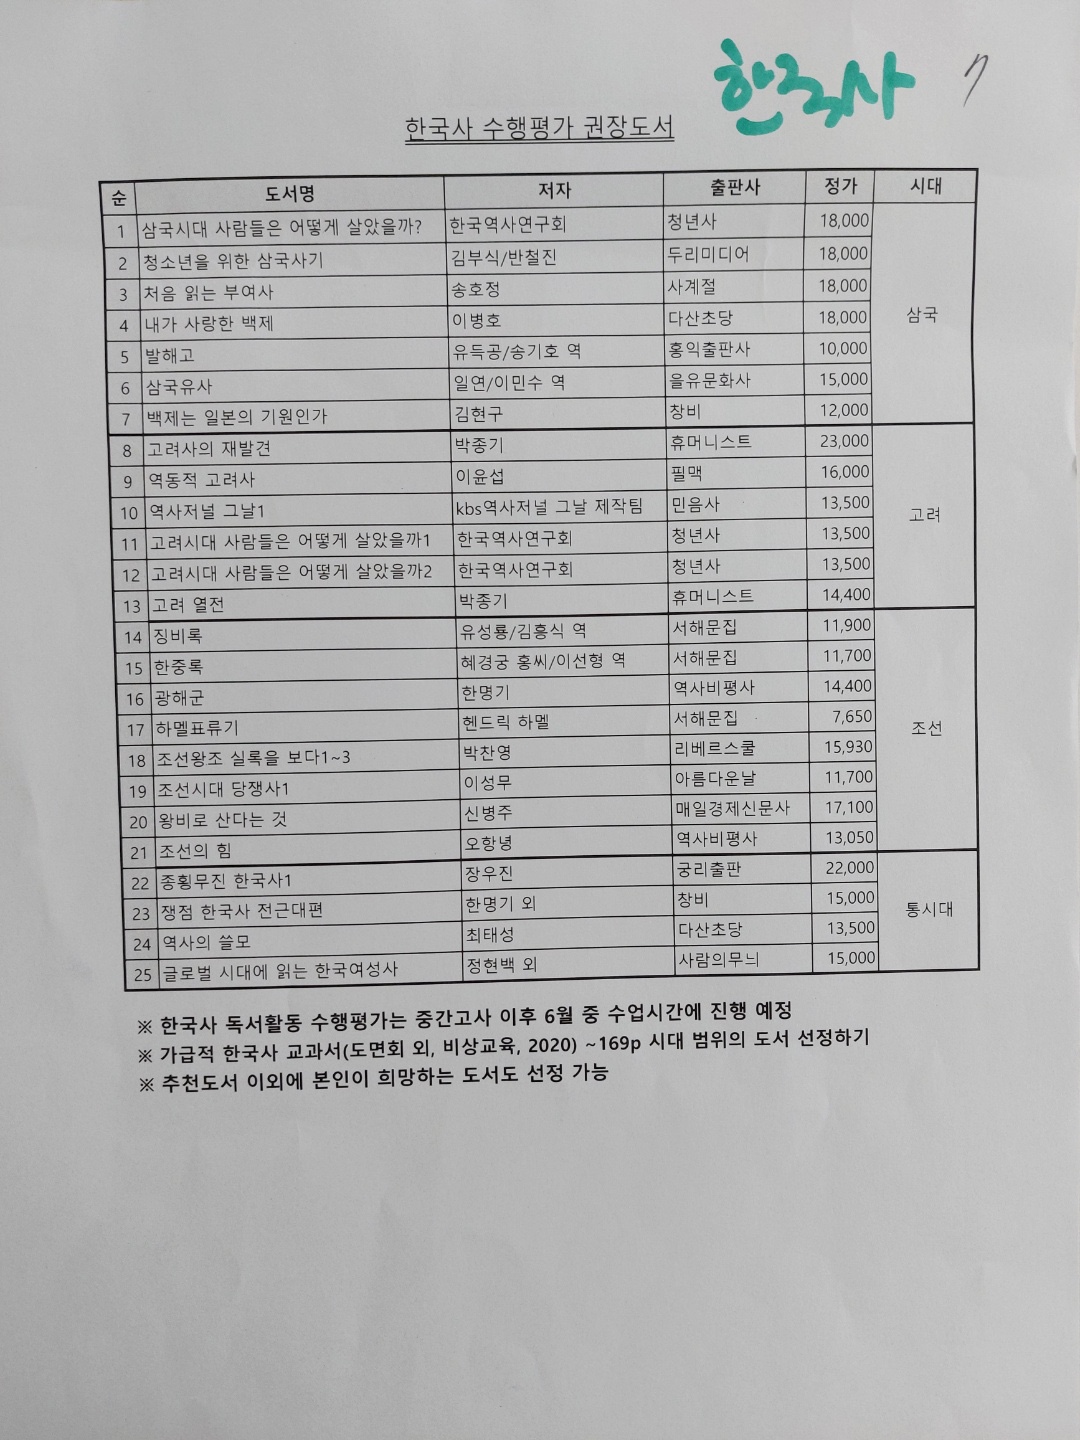 한국사 7
한국사 수행평가 권장도서
순 도서명 저자 출판사 정가 시대
1 삼국시대 사람들은 어떻게 살았을까? 한국역사연구회 청년사 18,000
2 청소년을 위한 삼국사기 김부식/반철진 두리미디어 18,000
3 처음 읽는 부여사 송호정 사계절 18,000
4 내가 사랑한 백제 이병호 다산초당 18,000 삼국
5 발해고 유득공/송기호 역 홍익출판사 10,000
6 삼국유사 일연/이민수 역 을유문화사 15,000
7 백제는 일본의 기원인가 김현구 창비 12,000
8 고려사의 재발견 박종기 휴머니스트 23,000
9 역동적 고려사 이윤섭 필맥 16,000
10 역사저널 그날1 kbs역사저널 그날 제작팀 민음사 13,500 고려
11 고려시대 사람들은 어떻게 살았을까1 한국역사연구회 청년사 13,500
12 고려시대 사람들은 어떻게 살았을까2 한국역사연구회 청년사 13,500
13 고려 열전 박종기 휴머니스트 14,400
14 징비록 유성룡/김흥식 역 서해문집 11,900
15 한중록 혜경궁 홍씨/이선형 역 서해문집 11,700
16 광해군 한명기 역사비평사 14,400
17 하멜표류기 헨드릭 하멜 서해문집 7,650 조선
18 조선왕조 실록을 보다1~3 박찬영 리베르스쿨 15,930
19 조선시대 당쟁사1 이성무 아름다운날 11,700
20 왕비로 산다는 것 신병주 매일경제신문사 17,100
21 조선의 힘 오항녕 역사비평사 13,050
22 종횡무진 한국사1 장우진 궁리출판 22,000
23 쟁점 한국사 전근대편 한명기 외 창비 15,000 통시대
24 역사의 쓸모 최태성 다산초당 13,500
25 글로벌 시대에 읽는 한국여성사 정현백 외 사람의무늬 15,000
※ 한국사 독서활동 수행평가는 중간고사 이후 6월 중 수업시간에 진행 예정
※ 가급적 한국사 교과서(도면회 외, 비상교육, 2020) ~169p 시대 범위의 도서 선정하기
※ 추천도서 이외에 본인이 희망하는 도서도 선정 가능